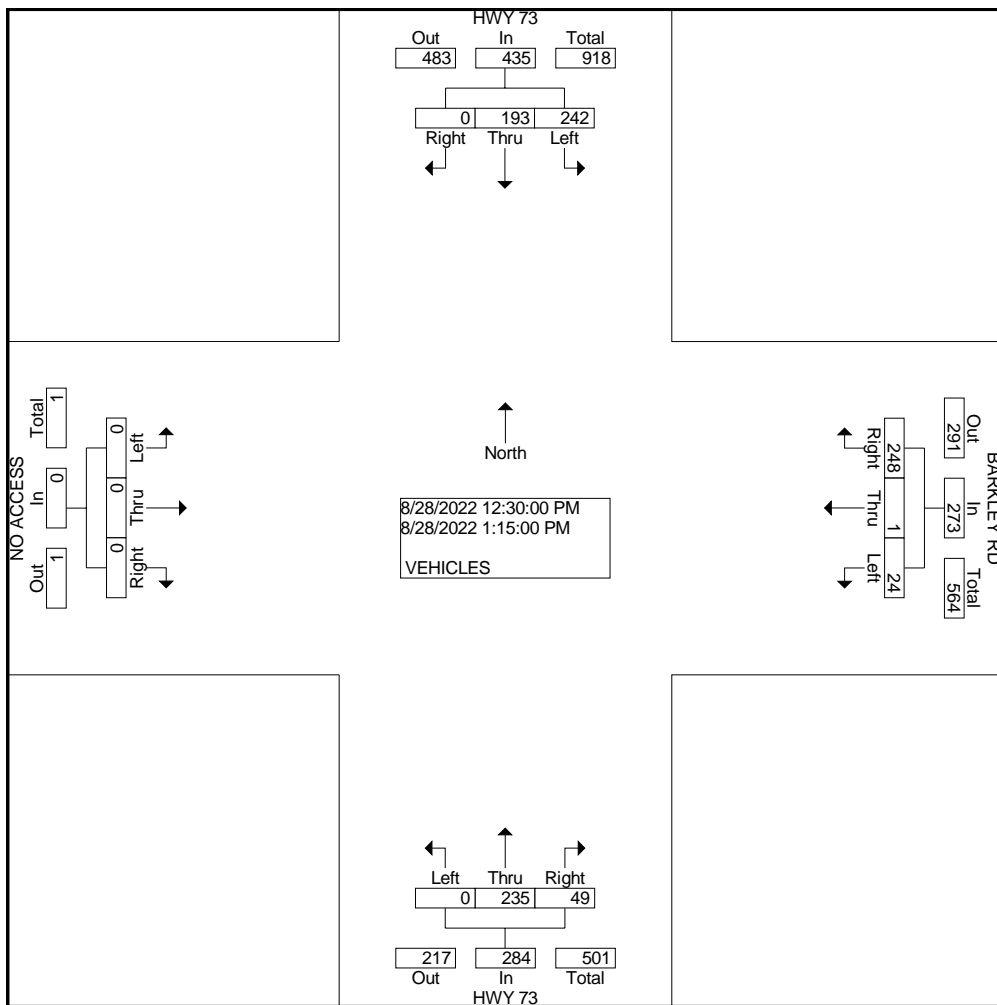 HWY 73
Out In Total
483 435 918
0 193 242
Right Thru Left
NO ACCESS
Total In Out
1 0 1
0 0 0
Left Thru Right
North
8/28/2022 12:30:00 PM
8/28/2022 1:15:00 PM
VEHICLES
Right Thru Left
248 1 24
291 273 564
Out In Total
BARKLEY RD
Left Thru Right
0 235 49
217 284 501
Out In Total
HWY 73